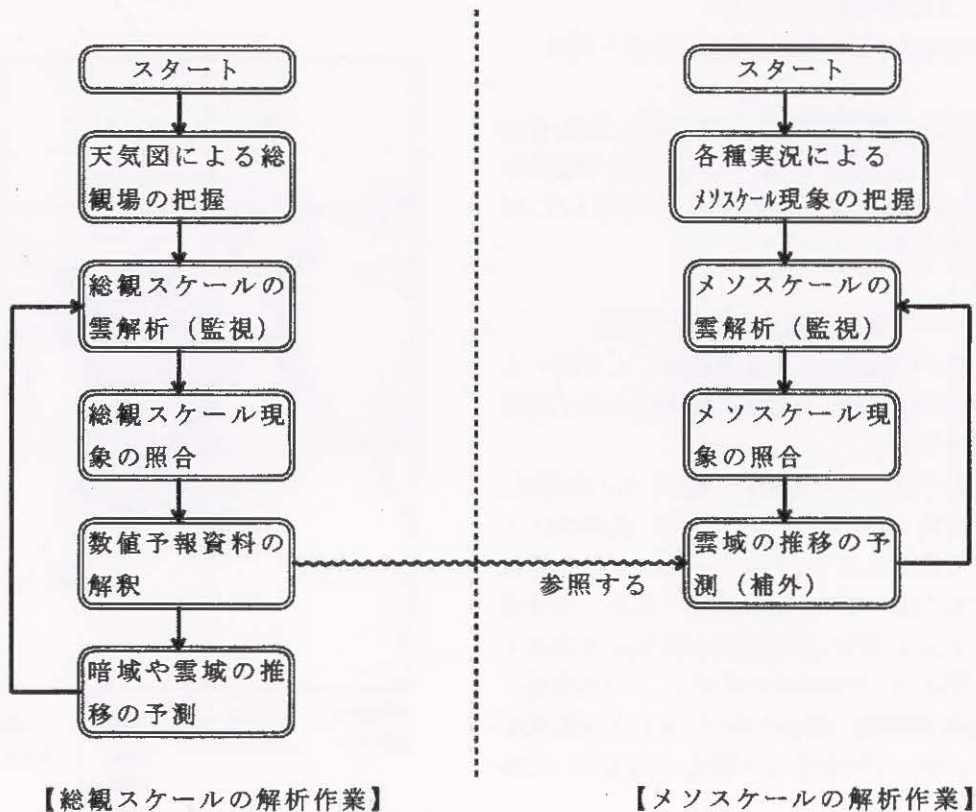 スタート
天気図による総
観場の把握
総観スケールの
雲解析（監視）
総観スケール現
象の照合
数値予報資料の
解釈
暗域や雲域の推
移の予測
【総観スケールの解析作業】
参照する
スタート
各種実況による
メソスケール現象の把握
メソスケールの
雲解析（監視）
メソスケール現
象の照合
雲域の推移の予
測（補外）
【メソスケールの解析作業】